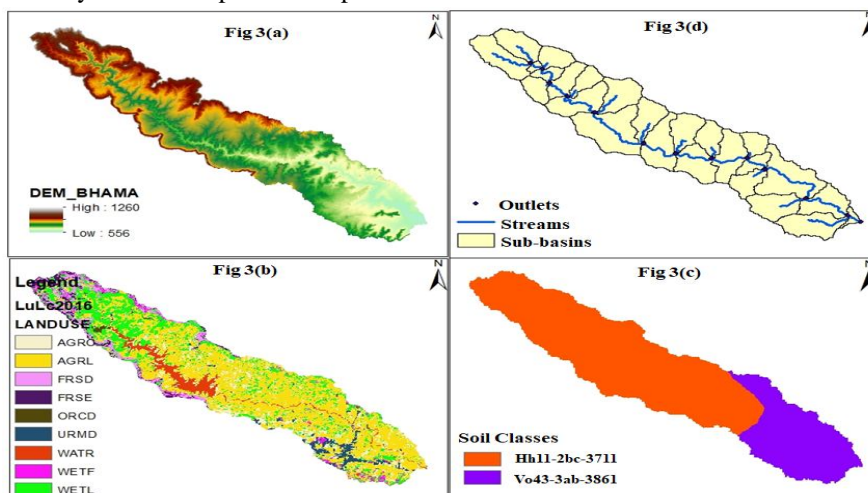 Fig 3(a)
N
DEM_BHAMA
High : 1260
Low : 556
Fig 3(d)
N
Outlets
Streams
Sub-basins
Fig 3(b)
N
Legend
LuLc2016
LANDUSE
AGRL
FRSD
FRSE
ORCD
URMD
WATR
WETF
WETL
Fig 3(c)
N
Soil Classes
Hh11-2bc-3711
Vo43-3ab-3861